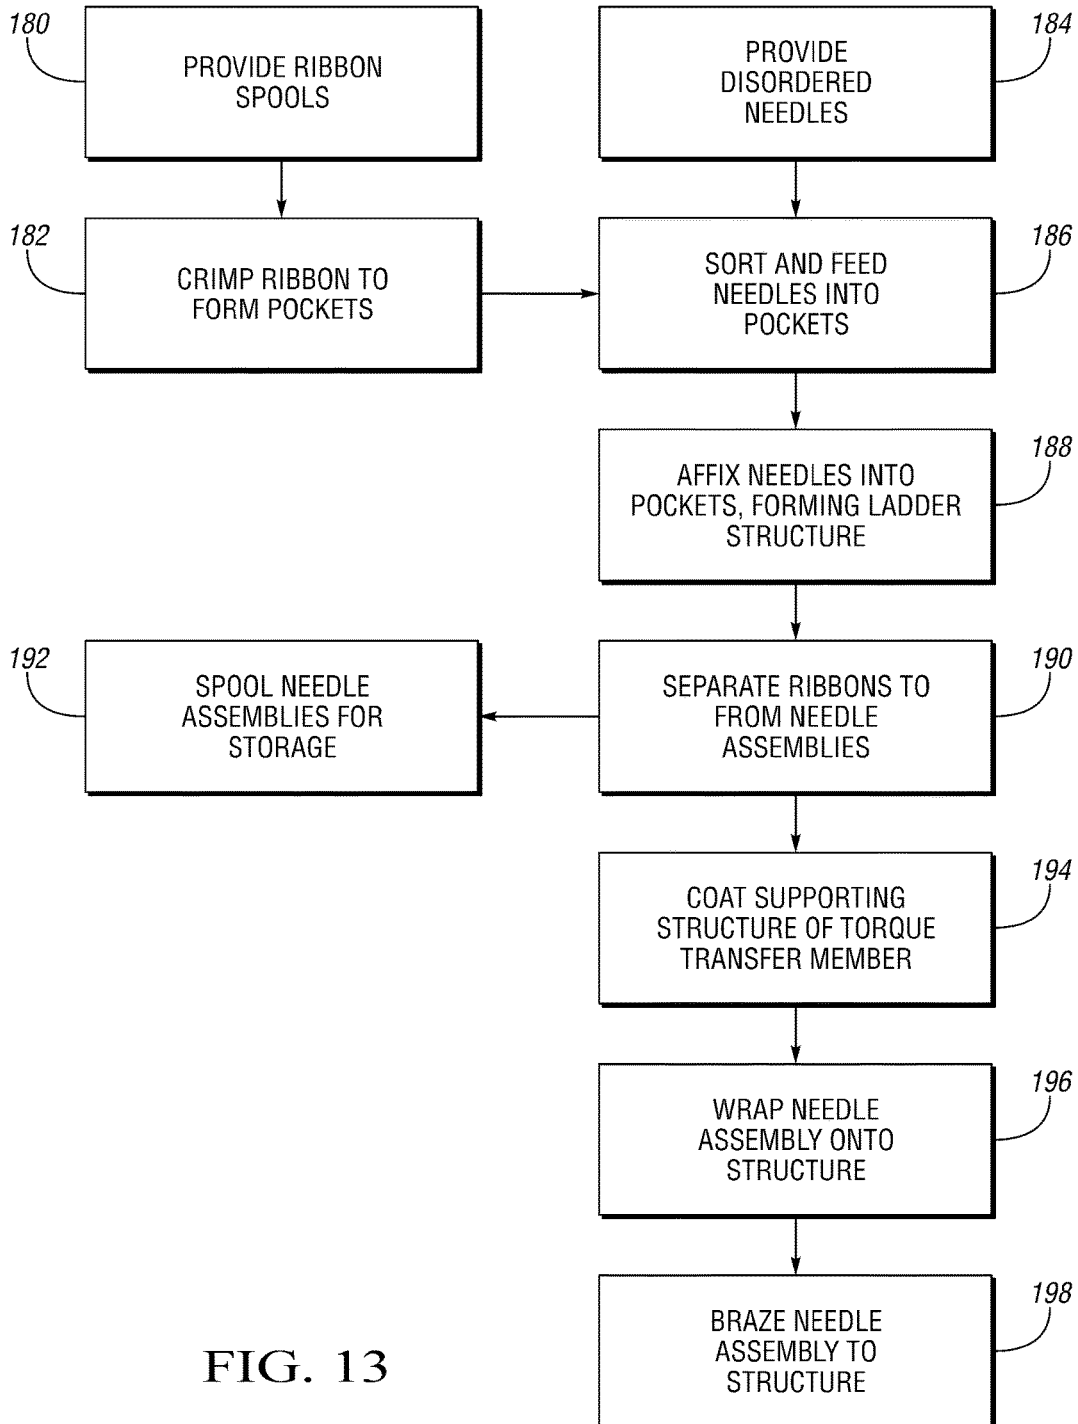 180
PROVIDE RIBBON
SPOOLS
184
PROVIDE
DISORDERED
NEEDLES
182
CRIMP RIBBON TO
FORM POCKETS
186
SORT AND FEED
NEEDLES INTO
POCKETS
188
AFFIX NEEDLES INTO
POCKETS, FORMING LADDER
STRUCTURE
190
SEPARATE RIBBONS TO
FROM NEEDLE
ASSEMBLIES
192
SPOOL NEEDLE
ASSEMBLIES FOR
STORAGE
194
COAT SUPPORTING
STRUCTURE OF TORQUE
TRANSFER MEMBER
196
WRAP NEEDLE
ASSEMBLY ONTO
STRUCTURE
198
BRAZE NEEDLE
ASSEMBLY TO
STRUCTURE
FIG. 13